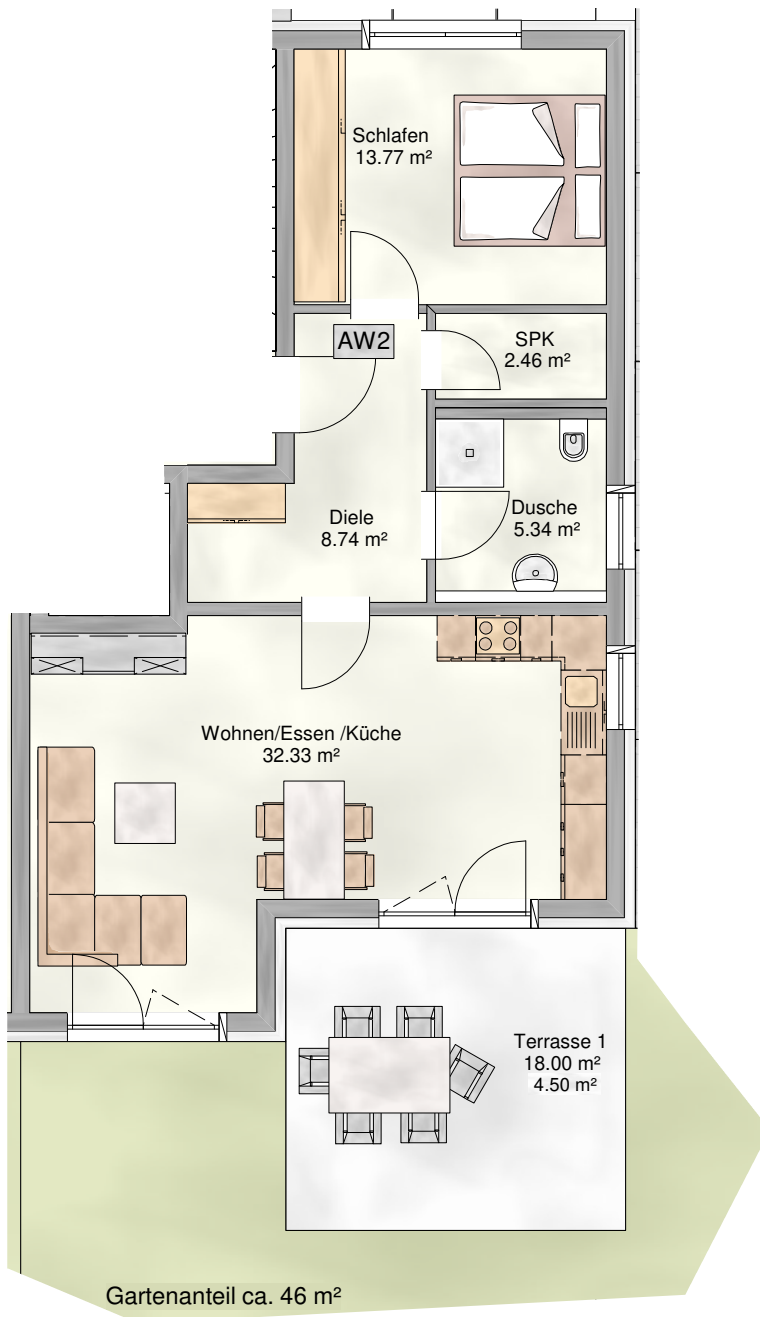 Schlafen
13.77 m²
AW2
SPK
2.46 m²
Diele
8.74 m²
Dusche
5.34 m²
Wohnen/Essen /Küche
32.33 m²
Terrasse 1
18.00 m²
4.50 m²
Gartenanteil ca. 46 m²